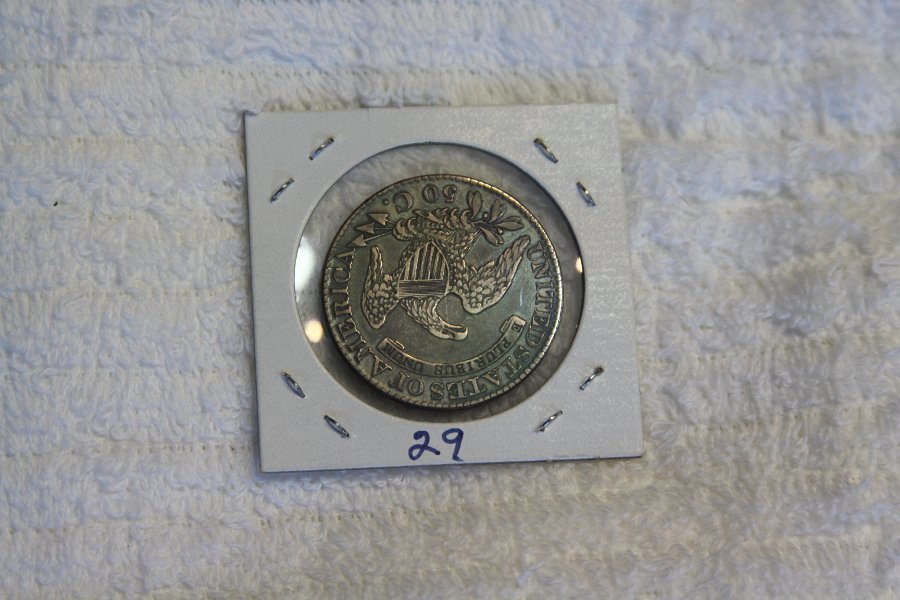 UNITED STATES OF AMERICA
E PLURIBUS UNUM
50 C.
29